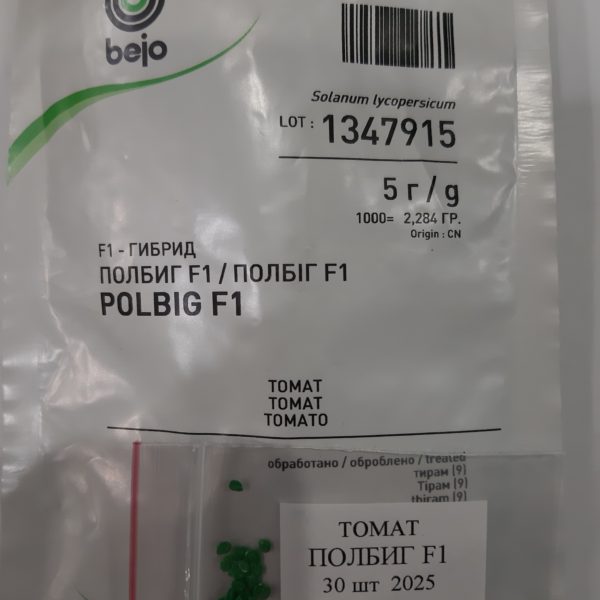 bejo
Solanum lycopersicum
LOT : 1347915
5 г / g
1000= 2,284 ГР.
Origin : CN
F1 - ГИБРИД
ПОЛБИГ F1 / ПОЛБІГ F1
POLBIG F1
ТОМАТ
ТОМАТ
TOMATO
обработано / оброблено / treated
тирам (9)
Тірам (9)
thiram (9)
ТОМАТ
ПОЛБИГ F1
30 шт 2025